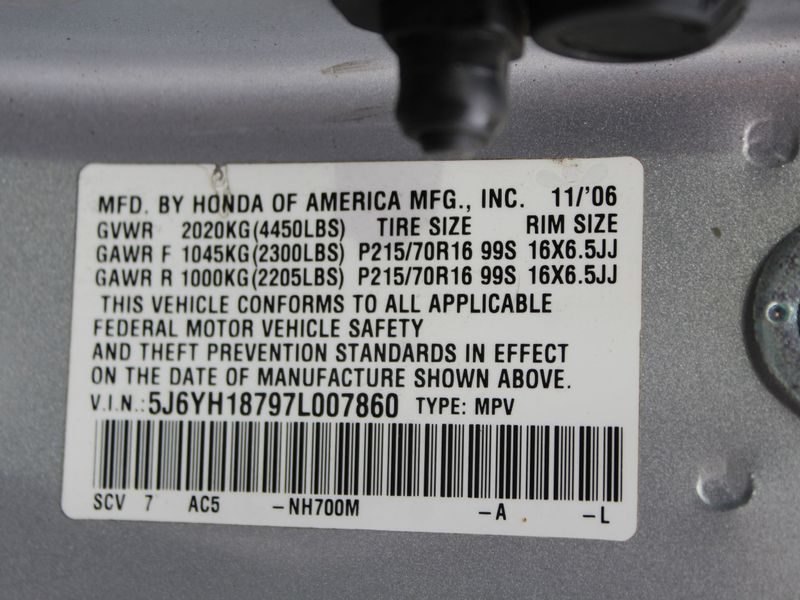 MFD. BY HONDA OF AMERICA MFG., INC. 11/'06
GVWR 2020KG(4450LBS) TIRE SIZE RIM SIZE
GAWR F 1045KG(2300LBS) P215/70R16 99S 16X6.5JJ
GAWR R 1000KG(2205LBS) P215/70R16 99S 16X6.5JJ
THIS VEHICLE CONFORMS TO ALL APPLICABLE
FEDERAL MOTOR VEHICLE SAFETY
AND THEFT PREVENTION STANDARDS IN EFFECT
ON THE DATE OF MANUFACTURE SHOWN ABOVE.
V.I.N.:5J6YH18797L007860 TYPE: MPV
SCV 7 AC5 -NH700M -A -L